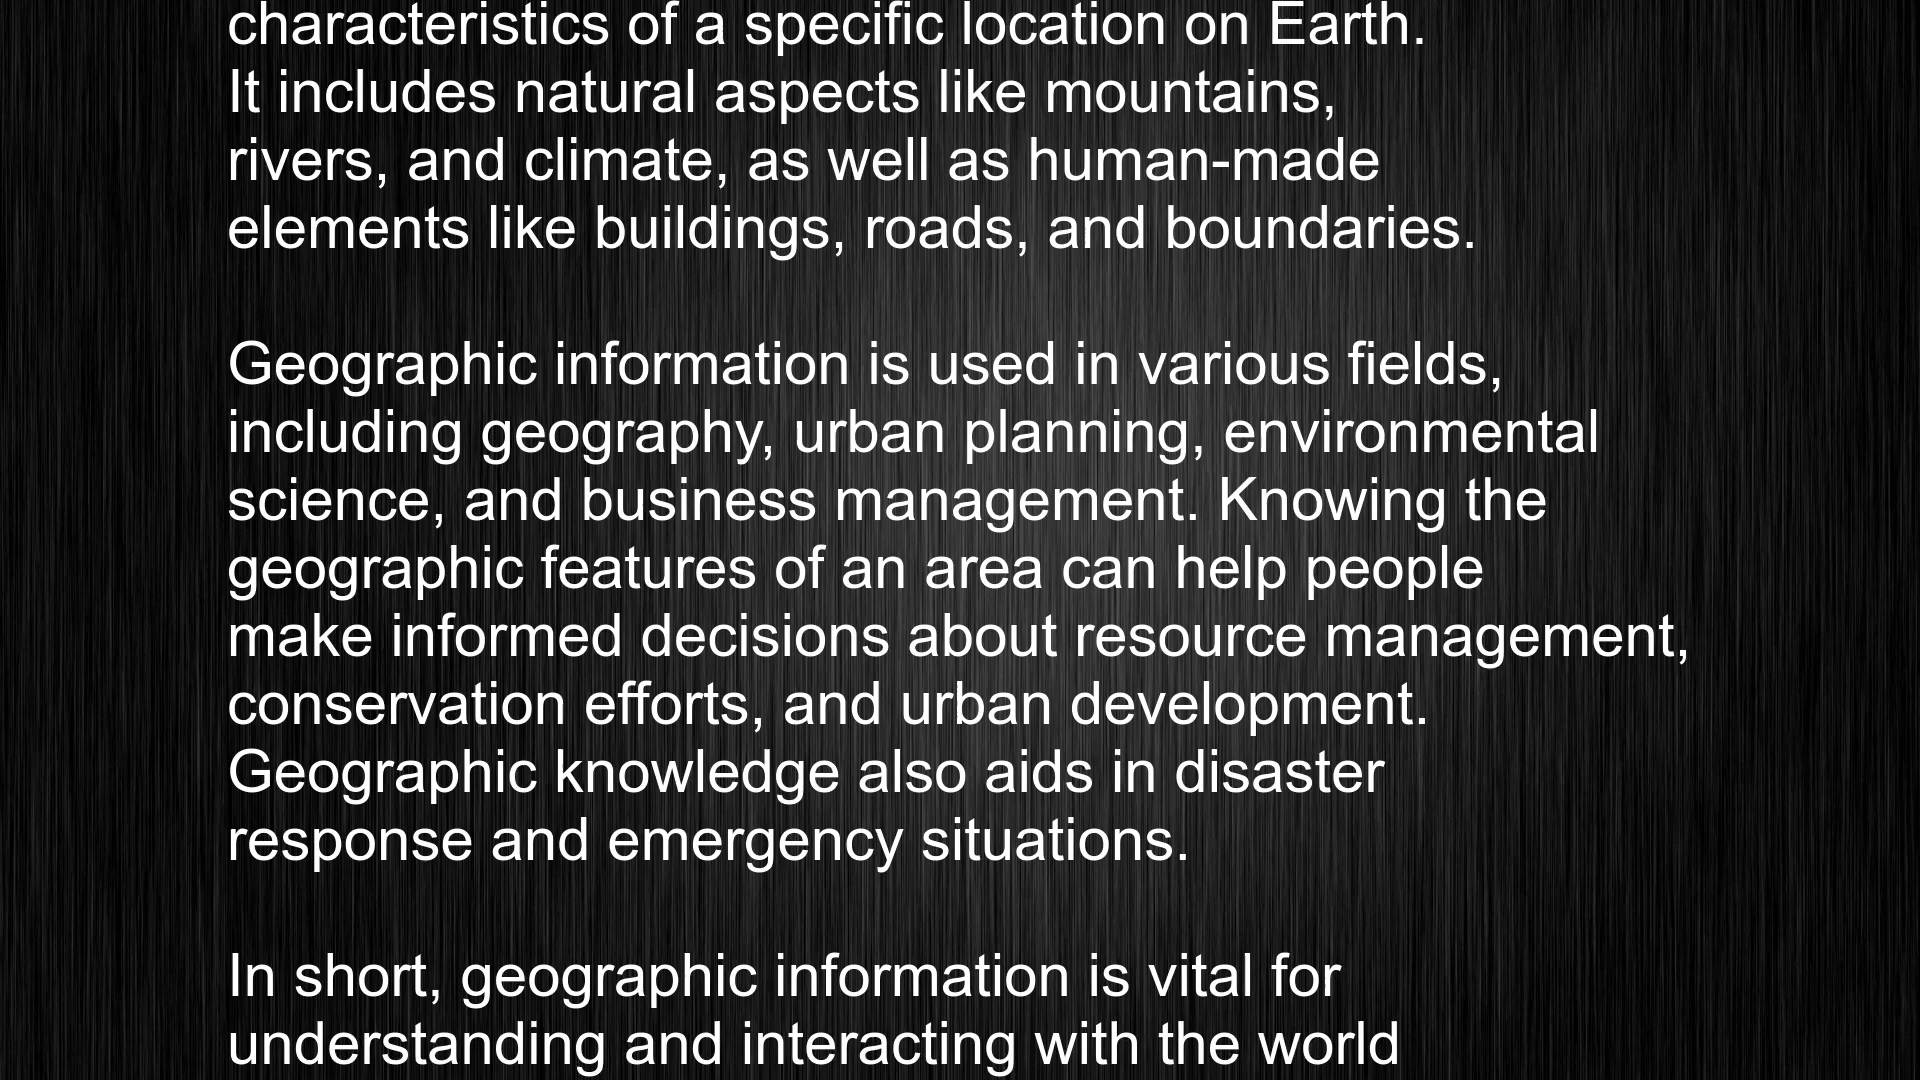 characteristics of a specific location on Earth.
It includes natural aspects like mountains,
rivers, and climate, as well as human-made
elements like buildings, roads, and boundaries.
Geographic information is used in various fields,
including geography, urban planning, environmental
science, and business management. Knowing the
geographic features of an area can help people
make informed decisions about resource management,
conservation efforts, and urban development.
Geographic knowledge also aids in disaster
response and emergency situations.
In short, geographic information is vital for
understanding and interacting with the world